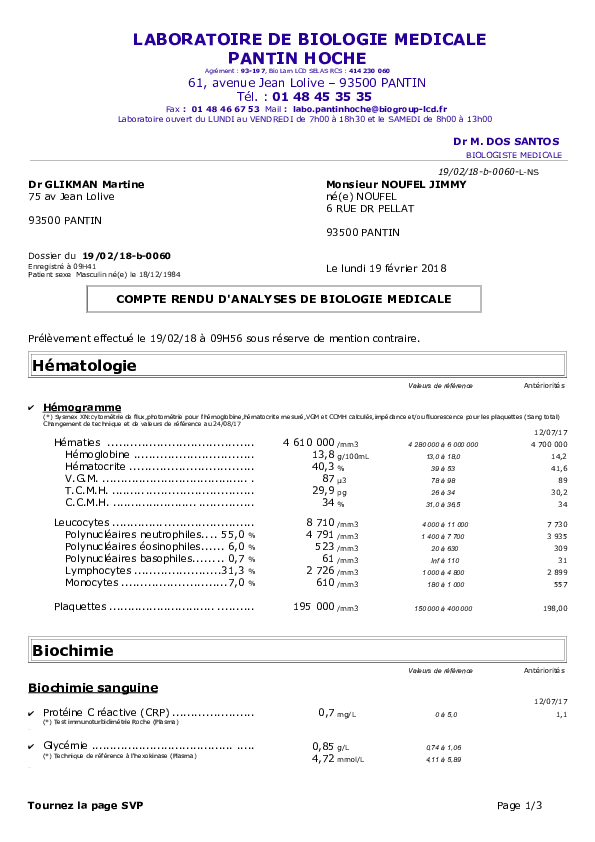 LABORATOIRE DE BIOLOGIE MEDICALE
PANTIN HOCHE
Agrément : 93-197, Bio Lam LCD SELAS RCS : 414 230 060
61, avenue Jean Lolive – 93500 PANTIN
Tél. : 01 48 45 35 35
Fax : 01 48 46 67 53 Mail : labo.pantinhoche@biogroup-lcd.fr
Laboratoire ouvert du LUNDI au VENDREDI de 7h00 à 18h30 et le SAMEDI de 8h00 à 13h00
Dr M. DOS SANTOS
BIOLOGISTE MEDICALE
19/02/18-b-0060-L-NS
Dr GLIKMAN Martine
75 av Jean Lolive
93500 PANTIN
Monsieur NOUFEL JIMMY
né(e) NOUFEL
6 RUE DR PELLAT
93500 PANTIN
Dossier du 19/02/18-b-0060
Enregistré à 09H41
Patient sexe Masculin né(e) le 18/12/1984
Le lundi 19 février 2018
COMPTE RENDU D'ANALYSES DE BIOLOGIE MEDICALE
Prélèvement effectué le 19/02/18 à 09H56 sous réserve de mention contraire.
Hématologie
Valeurs de référence Antériorités
✔ Hémogramme
(*) Sysmex XN:cytométrie de flux,photométrie pour l'hémoglobine,hématocrite mesuré,VGM et CCMH calculés,impédance et/ou fluorescence pour les plaquettes (Sang total)
Changement de technique et de valeurs de référence au 24/08/17
12/07/17
Hématies ........................................ 4 610 000 /mm3 4 280 000 à 6 000 000 4 700 000
Hémoglobine .................................. 13,8 g/100mL 13,0 à 18,0 14,2
Hématocrite .................................. 40,3 % 39 à 53 41,6
V.G.M. ......................................... . 87 µ3 78 à 98 89
T.C.M.H. ....................................... 29,9 pg 26 à 34 30,2
C.C.M.H. ........................ ............... 34 % 31,0 à 36,5 34
Leucocytes ....................................... 8 710 /mm3 4 000 à 11 000 7 730
Polynucléaires neutrophiles.... 55,0 % 4 791 /mm3 1 400 à 7 700 3 935
Polynucléaires éosinophiles...... 6,0 % 523 /mm3 20 à 630 309
Polynucléaires basophiles........ 0,7 % 61 /mm3 Inf à 110 31
Lymphocytes .......................31,3 % 2 726 /mm3 1 000 à 4 800 2 899
Monocytes ............................7,0 % 610 /mm3 180 à 1 000 557
Plaquettes ............................ .......... 195 000 /mm3 150 000 à 400 000 198,00
Biochimie
Valeurs de référence Antériorités
Biochimie sanguine
12/07/17
✔ Protéine C réactive (CRP) ...................... 0,7 mg/L 0 à 5,0 1,1
(*) Test immunoturbidimétrie Roche (Plasma)
✔ Glycémie ...................................... ..... 0,85 g/L 0,74 à 1,06
(*) Technique de référence à l'hexokinase (Plasma)
4,72 mmol/L 4,11 à 5,89
Tournez la page SVP
Page 1/3